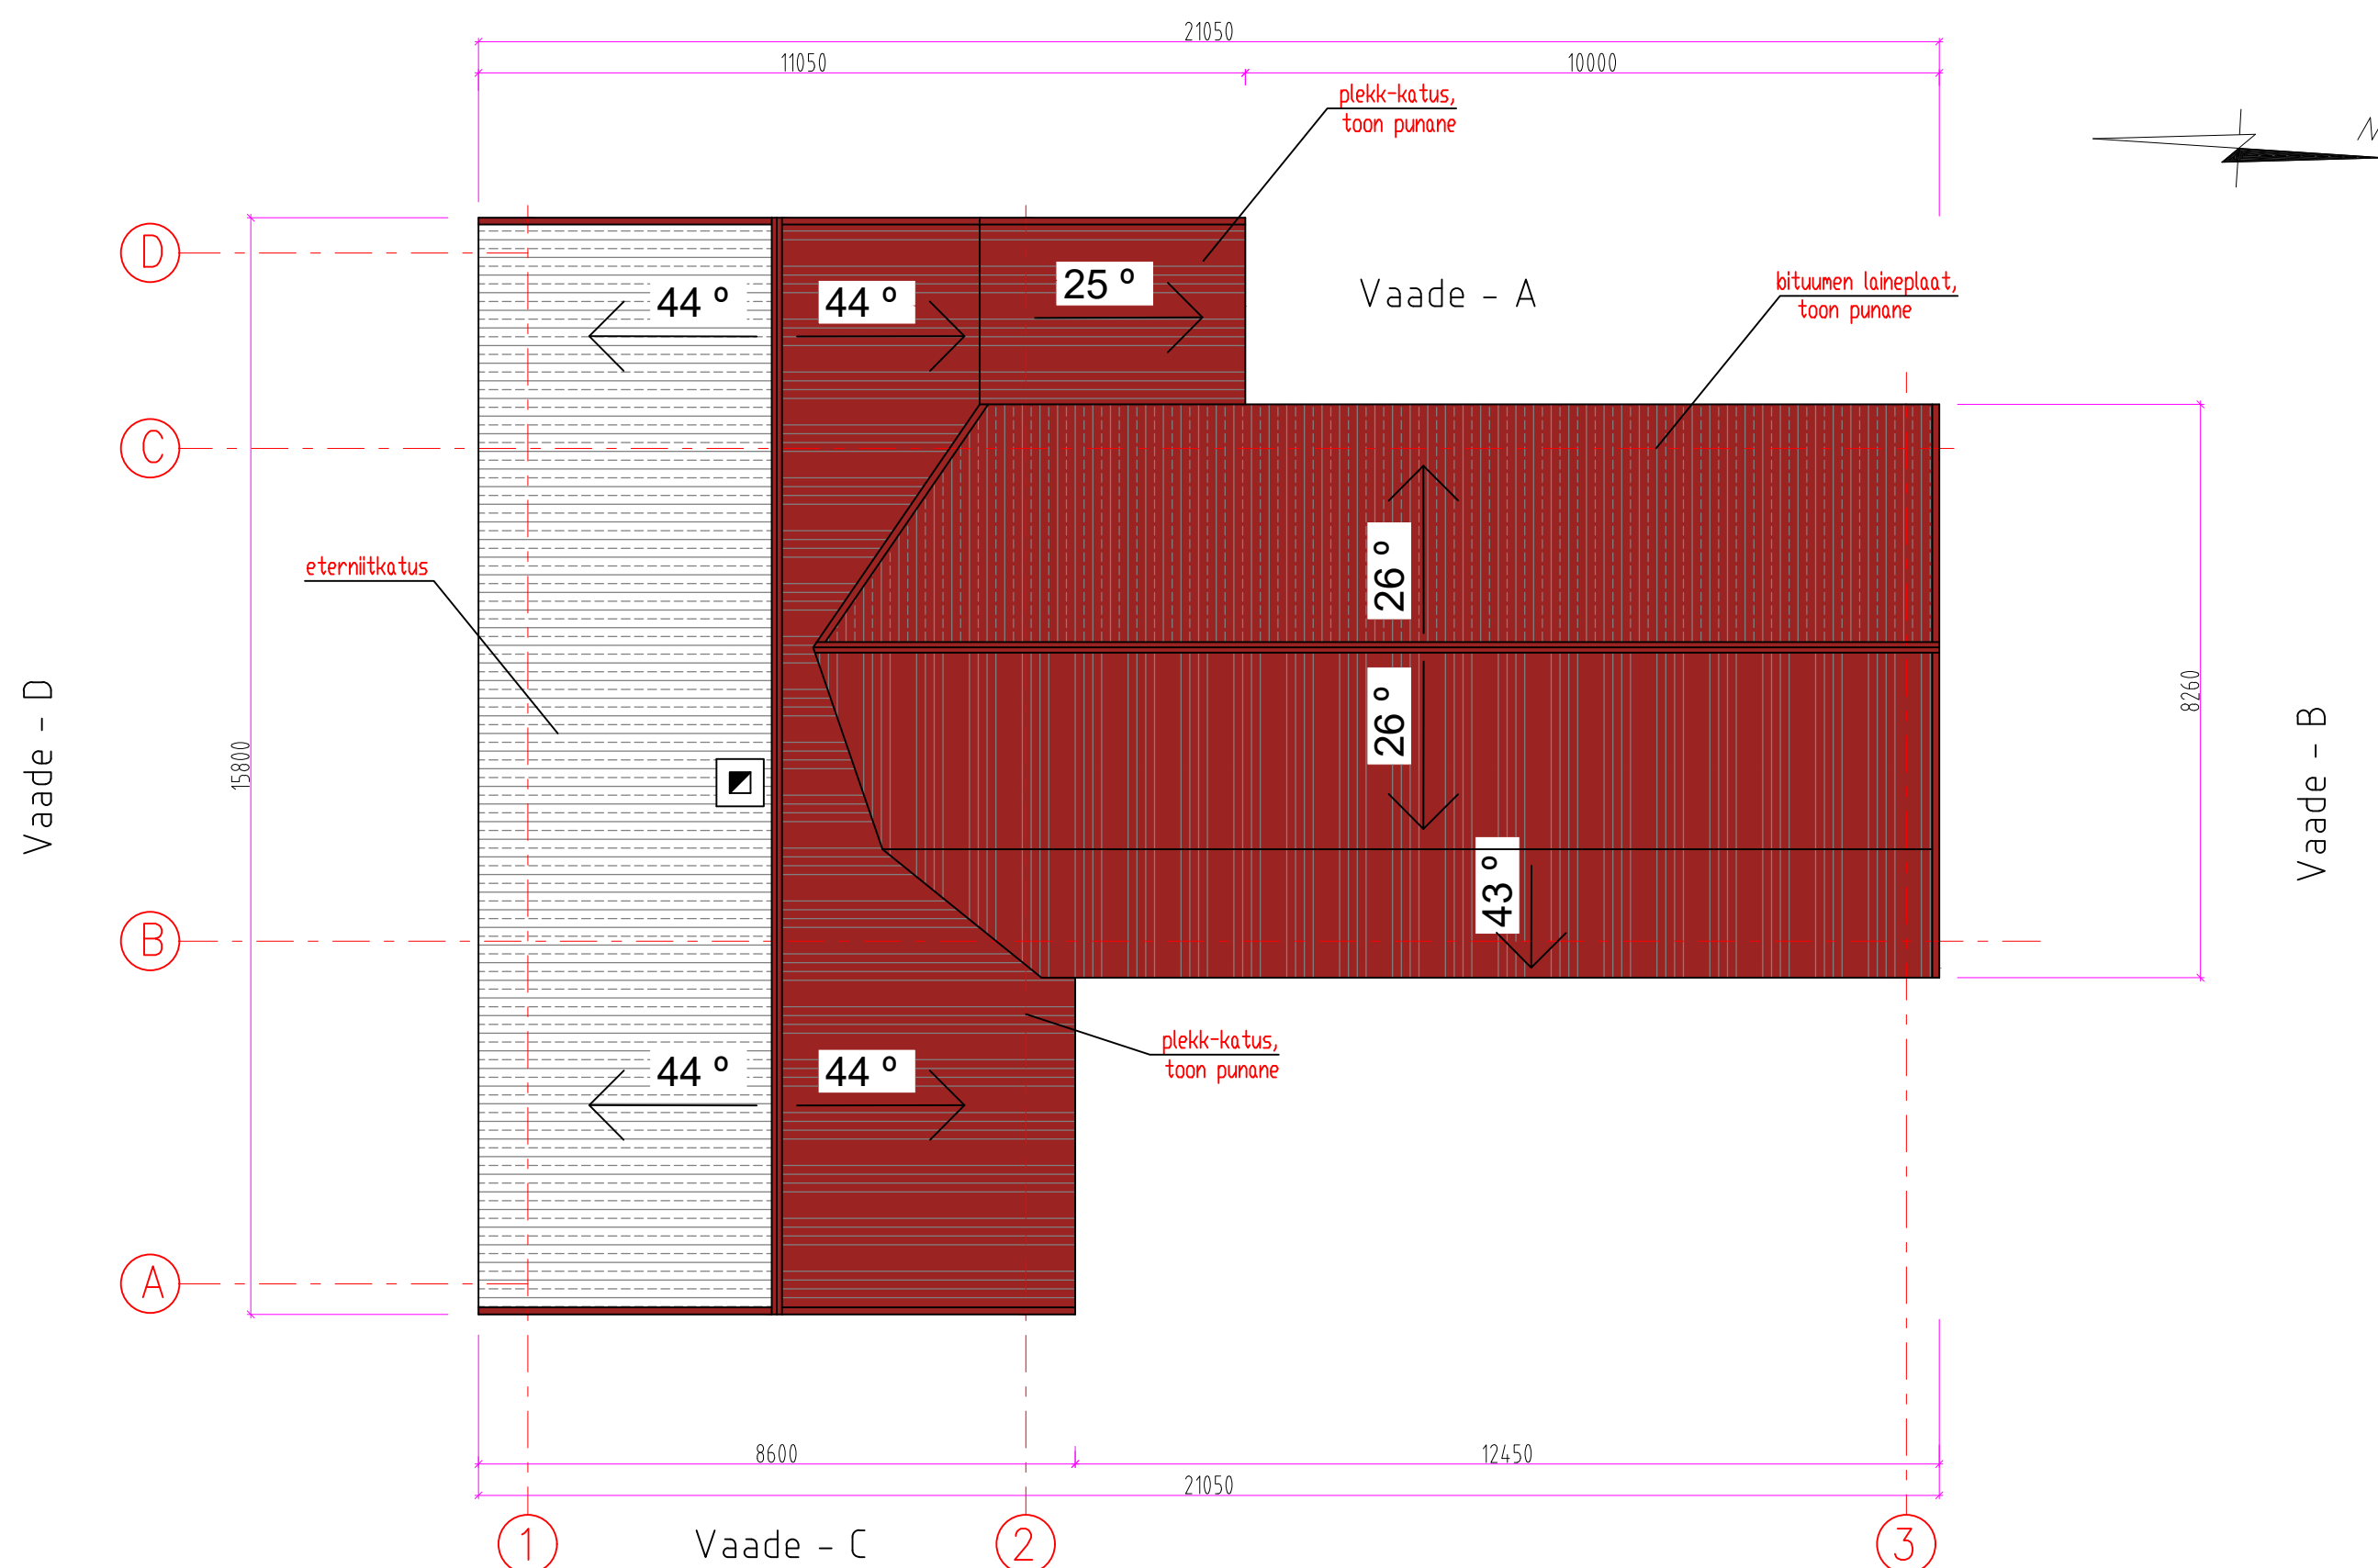 21050
11050
10000
plekk-katus,
toon punane
N
D
44 °
44 °
25 °
Vaade - A
bituumen laineplaat,
toon punane
C
eterniitkatus
26 °
26 °
8260
Vaade - D
15800
Vaade - B
43 °
B
plekk-katus,
toon punane
44 °
44 °
A
8600
12450
21050
1
2
3
Vaade - C